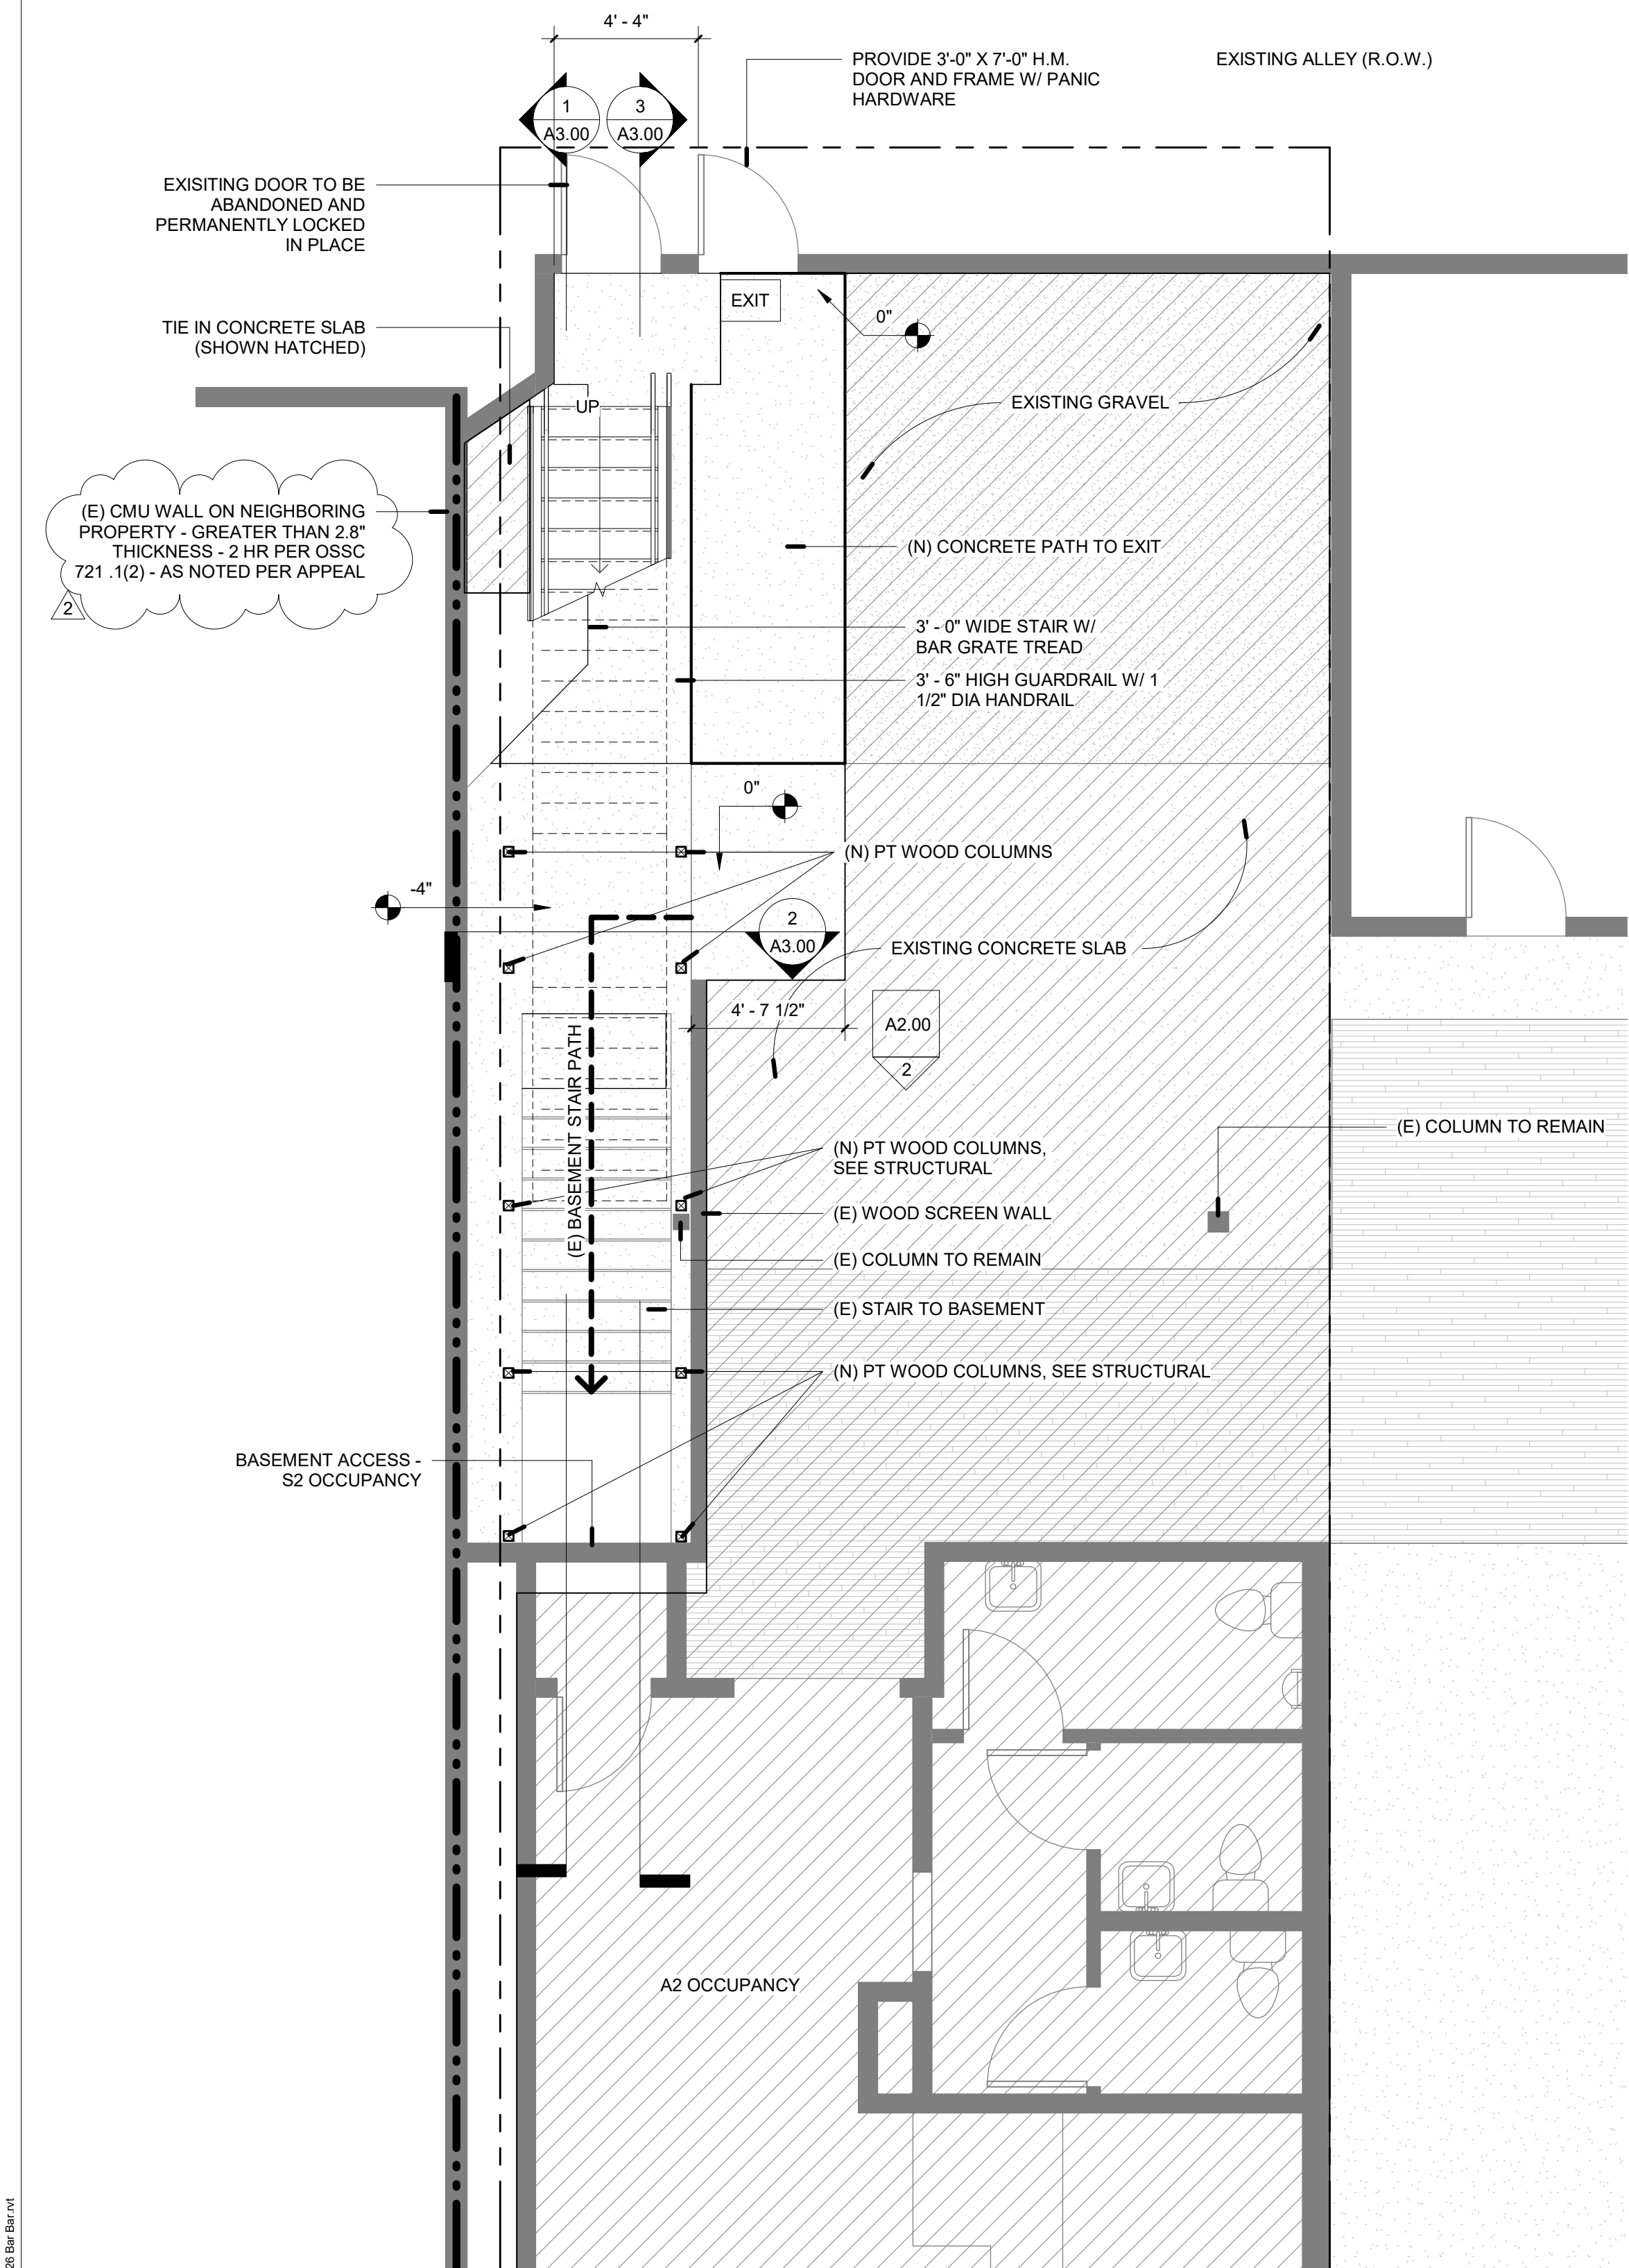 4' - 4"
PROVIDE 3'-0" X 7'-0" H.M.
DOOR AND FRAME W/ PANIC
HARDWARE
EXISTING ALLEY (R.O.W.)
1
A3.00
3
A3.00
EXISITING DOOR TO BE
ABANDONED AND
PERMANENTLY LOCKED
IN PLACE
EXIT
0"
TIE IN CONCRETE SLAB
(SHOWN HATCHED)
UP
EXISTING GRAVEL
(E) CMU WALL ON NEIGHBORING
PROPERTY - GREATER THAN 2.8"
THICKNESS - 2 HR PER OSSC
721 .1(2) - AS NOTED PER APPEAL
2
(N) CONCRETE PATH TO EXIT
3' - 0" WIDE STAIR W/
BAR GRATE TREAD
3' - 6" HIGH GUARDRAIL W/ 1
1/2" DIA HANDRAIL
0"
(N) PT WOOD COLUMNS
-4"
2
A3.00
EXISTING CONCRETE SLAB
4' - 7 1/2"
A2.00
2
(E) BASEMENT STAIR PATH
(E) COLUMN TO REMAIN
(N) PT WOOD COLUMNS,
SEE STRUCTURAL
(E) WOOD SCREEN WALL
(E) COLUMN TO REMAIN
(E) STAIR TO BASEMENT
(N) PT WOOD COLUMNS, SEE STRUCTURAL
BASEMENT ACCESS -
S2 OCCUPANCY
A2 OCCUPANCY
26 Bar Bar.rvt